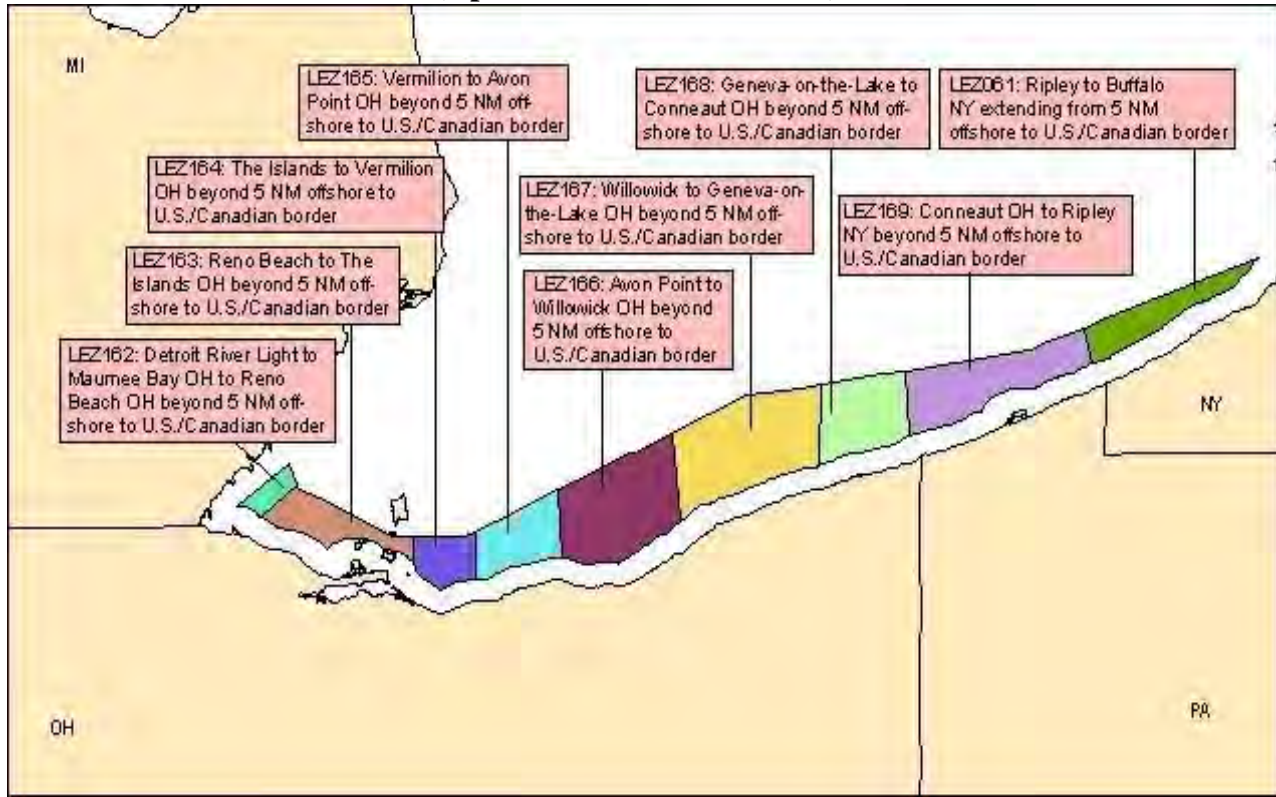 MI
LEZ165: Vermilion to Avon
Point OH beyond 5 NM off-
shore to U.S./Canadian border
LEZ168: Geneva-on-the-Lake to
Conneaut OH beyond 5 NM off-
shore to U.S./Canadian border
LEZ061: Ripley to Buffalo
NY extending from 5 NM
offshore to U.S./Canadian border
LEZ164: The Islands to Vermilion
OH beyond 5 NM offshore to
U.S./Canadian border
LEZ167: Willowick to Geneva-on-
the-Lake OH beyond 5 NM off-
shore to U.S./Canadian border
LEZ169: Conneaut OH to Ripley
NY beyond 5 NM offshore to
U.S./Canadian border
LEZ163: Reno Beach to The
Islands OH beyond 5 NM off-
shore to U.S./Canadian border
LEZ166: Avon Point to
Willowick OH beyond
5 NM offshore to
U.S./Canadian border
LEZ162: Detroit River Light to
Maumee Bay OH to Reno
Beach OH beyond 5 NM off-
shore to U.S./Canadian border
NY
OH
PA